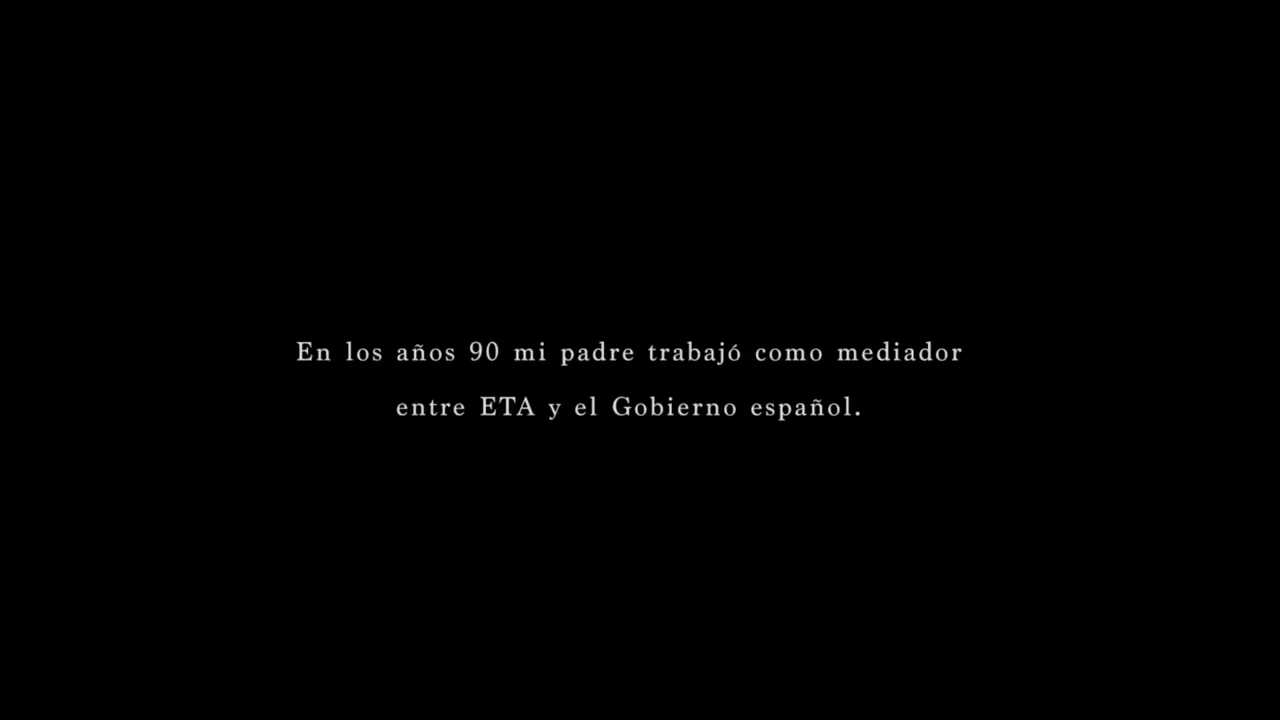 En los años 90 mi padre trabajó como mediador
entre ETA y el Gobierno español.